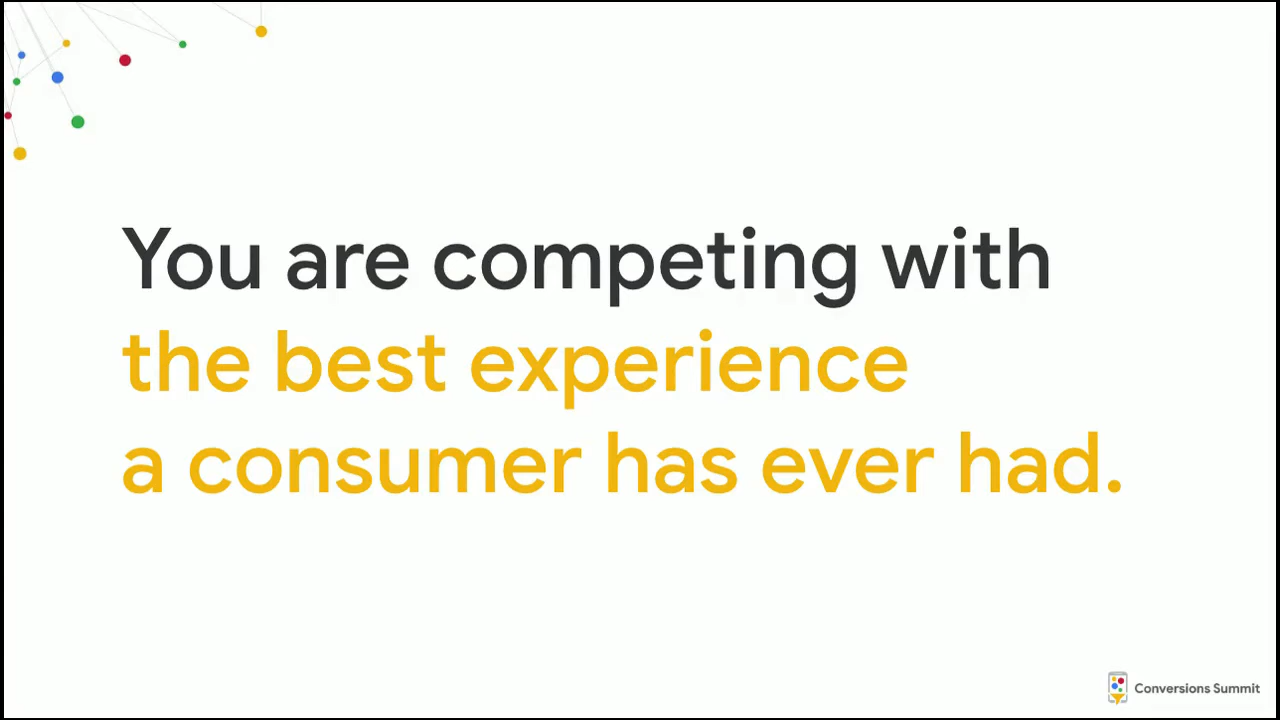 You are competing with
the best experience
a consumer has ever had.
Conversions Summit